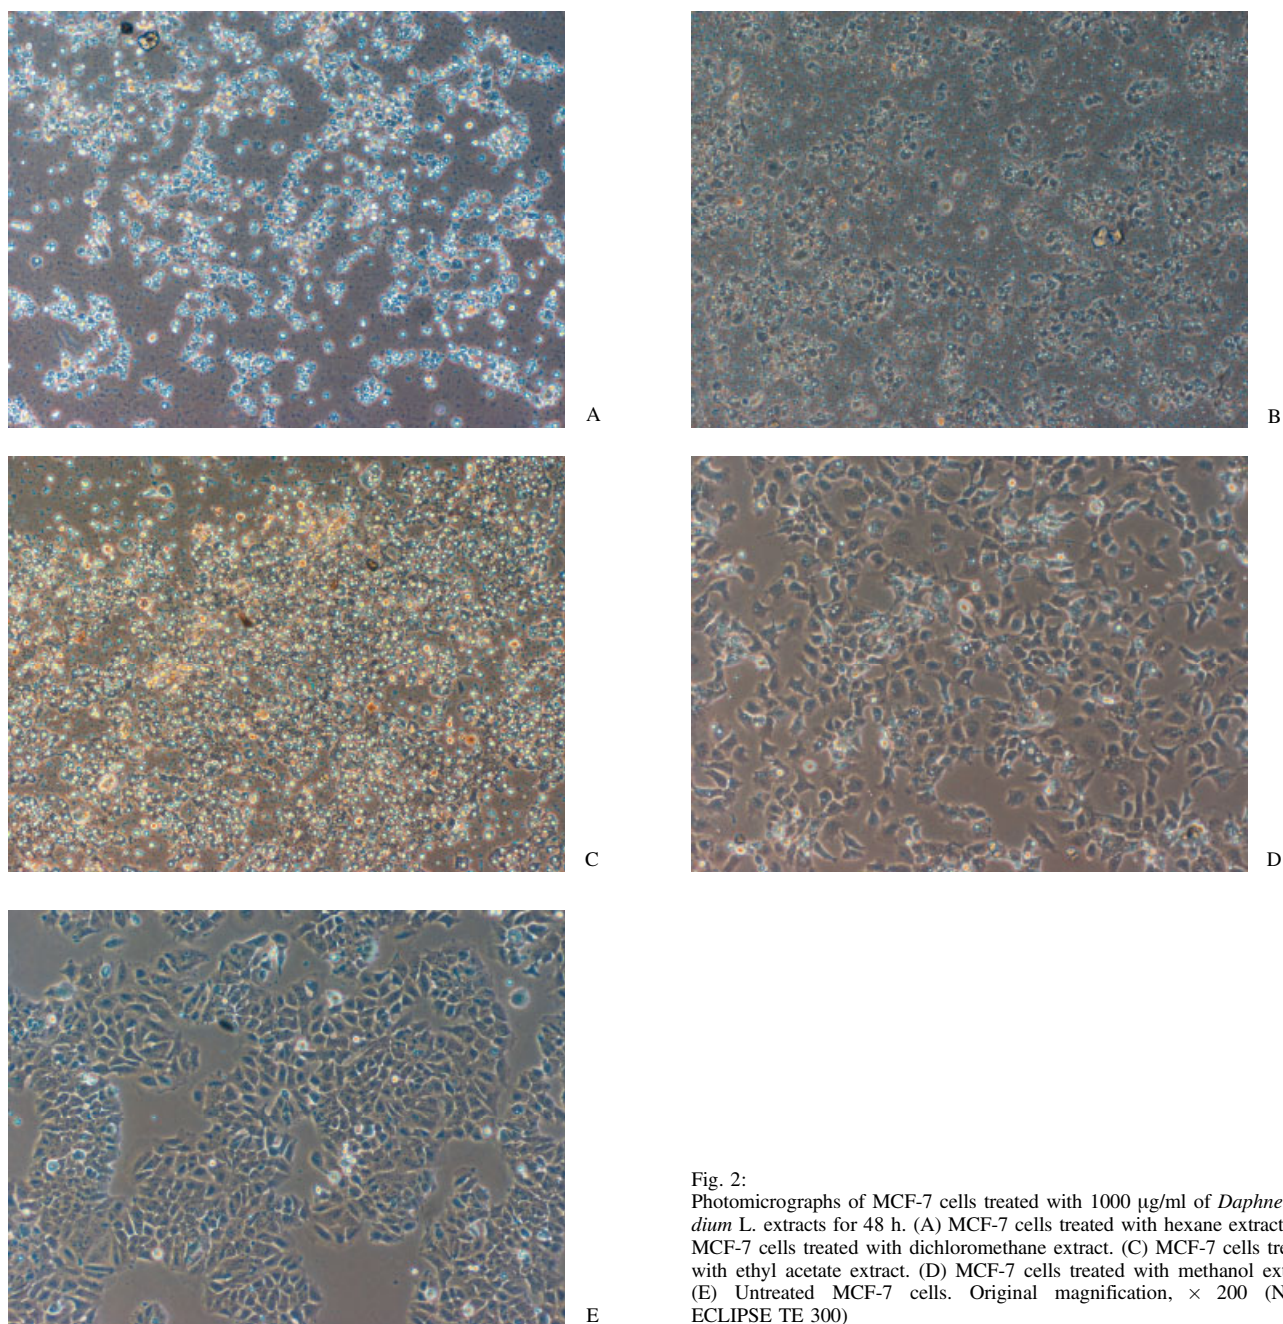 A
B
C
D
E
Fig. 2:
Photomicrographs of MCF-7 cells treated with 1000 μg/ml of Daphne
dium L. extracts for 48 h. (A) MCF-7 cells treated with hexane extract
MCF-7 cells treated with dichloromethane extract. (C) MCF-7 cells
with ethyl acetate extract. (D) MCF-7 cells treated with methanol
(E) Untreated MCF-7 cells. Original magnification, × 200
ECLIPSE TE 300)